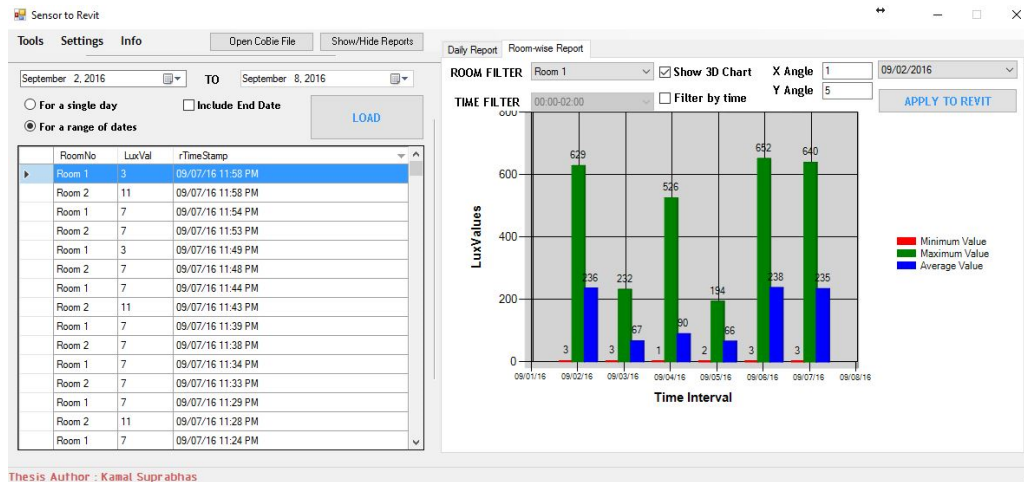 Sensor to Revit
Tools Settings Info Open CoBie File Show/Hide Reports
September 2, 2016 TO September 8, 2016
For a single day Include End Date
For a range of dates
LOAD
RoomNo LuxVal rTimeStamp
Room 1 3 09/07/16 11:58 PM
Room 2 11 09/07/16 11:58 PM
Room 1 7 09/07/16 11:54 PM
Room 2 7 09/07/16 11:53 PM
Room 1 3 09/07/16 11:49 PM
Room 2 7 09/07/16 11:48 PM
Room 1 7 09/07/16 11:44 PM
Room 2 11 09/07/16 11:43 PM
Room 1 7 09/07/16 11:39 PM
Room 2 7 09/07/16 11:38 PM
Room 1 7 09/07/16 11:34 PM
Room 2 7 09/07/16 11:33 PM
Room 1 7 09/07/16 11:29 PM
Room 2 11 09/07/16 11:28 PM
Room 1 7 09/07/16 11:24 PM
Daily Report Room-wise Report
ROOM FILTER Room 1 Show 3D Chart X Angle 1 09/02/2016
TIME FILTER 00:00-02:00 Filter by time Y Angle 5 APPLY TO REVIT
800
600
400
200
0
LuxValues
3 629 236
3 232 67
1 526 90
2 194 66
3 652 238
3 640 235
09/01/16 09/02/16 09/03/16 09/04/16 09/05/16 09/06/16 09/07/16 09/08/16
Time Interval
Minimum Value
Maximum Value
Average Value
Thesis Author : Kamal Suprabhas